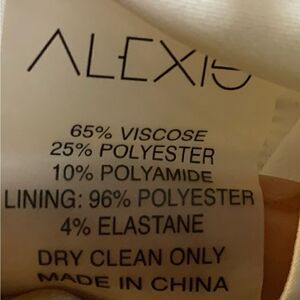 ALEXIS
65% VISCOSE
25% POLYESTER
10% POLYAMIDE
LINING: 96% POLYESTER
4% ELASTANE
DRY CLEAN ONLY
MADE IN CHINA